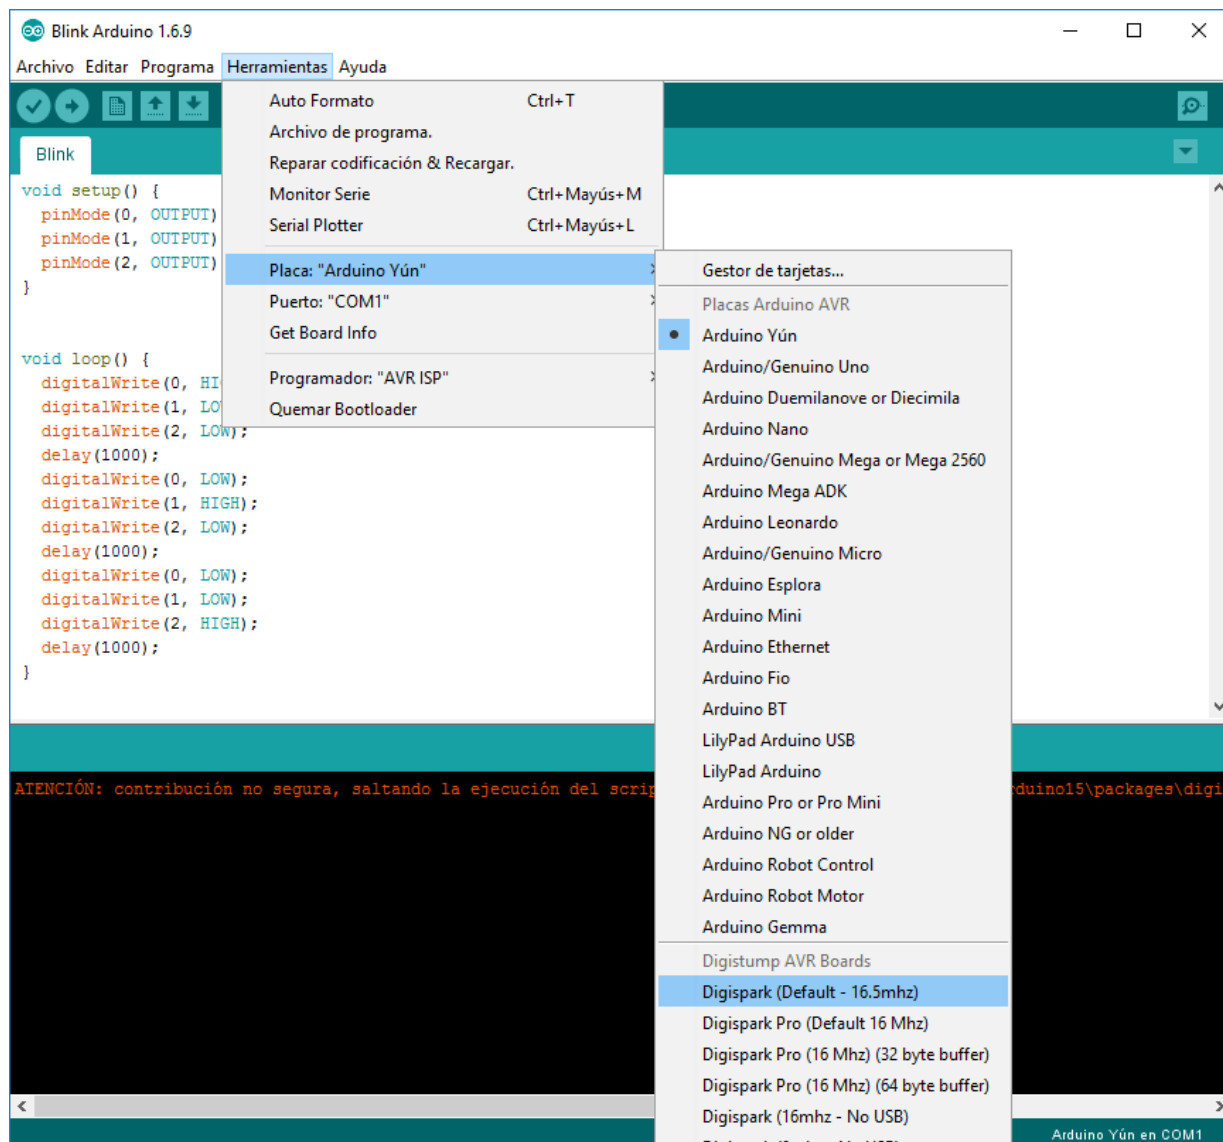 Blink Arduino 1.6.9
Archivo Editar Programa Herramientas Ayuda
Blink
void setup() {
pinMode(0, OUTPUT)
pinMode(1, OUTPUT)
pinMode(2, OUTPUT)
}
void loop() {
digitalWrite(0, HI
digitalWrite(1, LO
digitalWrite(2, LOW);
delay(1000);
digitalWrite(0, LOW);
digitalWrite(1, HIGH);
digitalWrite(2, LOW);
delay(1000);
digitalWrite(0, LOW);
digitalWrite(1, LOW);
digitalWrite(2, HIGH);
delay(1000);
}
Auto Formato Ctrl+T
Archivo de programa.
Reparar codificación & Recargar.
Monitor Serie Ctrl+Mayús+M
Serial Plotter Ctrl+Mayús+L
Placa: "Arduino Yún"
Puerto: "COM1"
Get Board Info
Programador: "AVR ISP"
Quemar Bootloader
Gestor de tarjetas...
Placas Arduino AVR
Arduino Yún
Arduino/Genuino Uno
Arduino Duemilanove or Diecimila
Arduino Nano
Arduino/Genuino Mega or Mega 2560
Arduino Mega ADK
Arduino Leonardo
Arduino/Genuino Micro
Arduino Esplora
Arduino Mini
Arduino Ethernet
Arduino Fio
Arduino BT
LilyPad Arduino USB
LilyPad Arduino
Arduino Pro or Pro Mini
Arduino NG or older
Arduino Robot Control
Arduino Robot Motor
Arduino Gemma
Digistump AVR Boards
Digispark (Default - 16.5mhz)
Digispark Pro (Default 16 Mhz)
Digispark Pro (16 Mhz) (32 byte buffer)
Digispark Pro (16 Mhz) (64 byte buffer)
Digispark (16mhz - No USB)
ATENCIÓN: contribución no segura, saltando la ejecución del scrip duino15\packages\digi
Arduino Yún en COM1